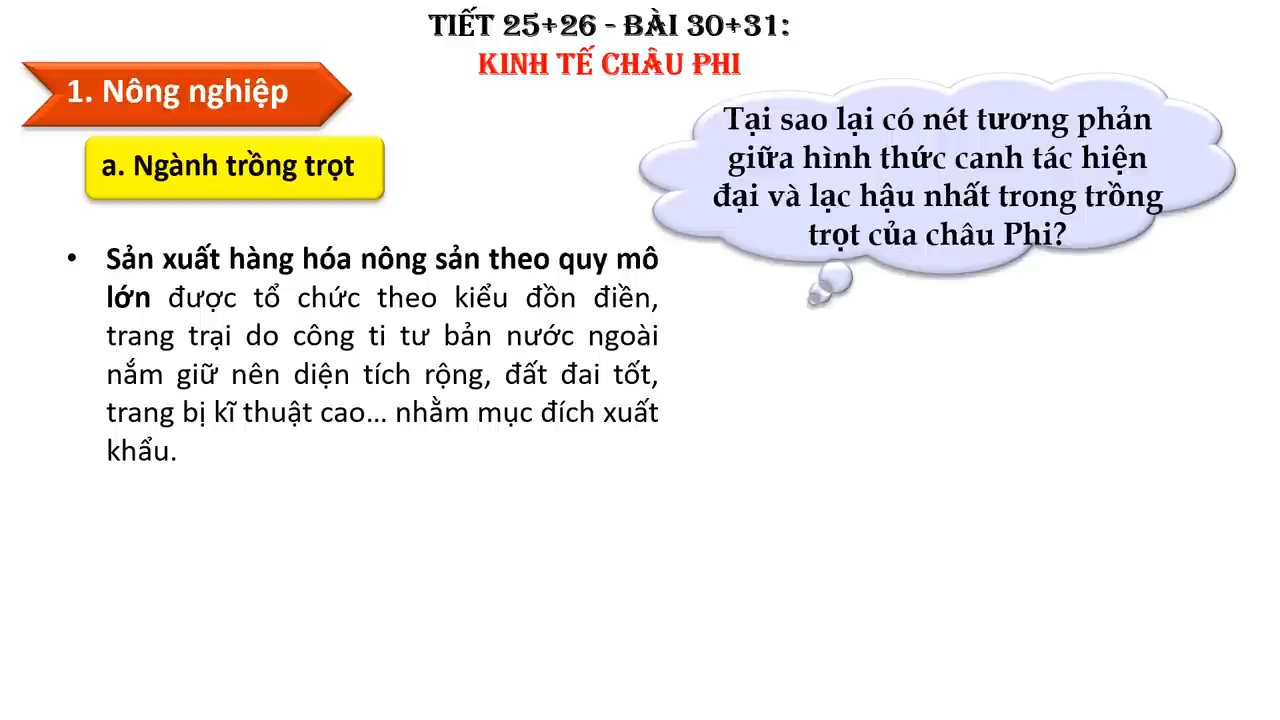 TIẾT 25+26 - BÀI 30+31:
KINH TẾ CHÂU PHI
1. Nông nghiệp
a. Ngành trồng trọt
Tại sao lại có nét tương phản
giữa hình thức canh tác hiện
đại và lạc hậu nhất trong trồng
trọt của châu Phi?
• Sản xuất hàng hóa nông sản theo quy mô
lớn được tổ chức theo kiểu đồn điền,
trang trại do công ti tư bản nước ngoài
nắm giữ nên diện tích rộng, đất đai tốt,
trang bị kĩ thuật cao... nhằm mục đích xuất
khẩu.